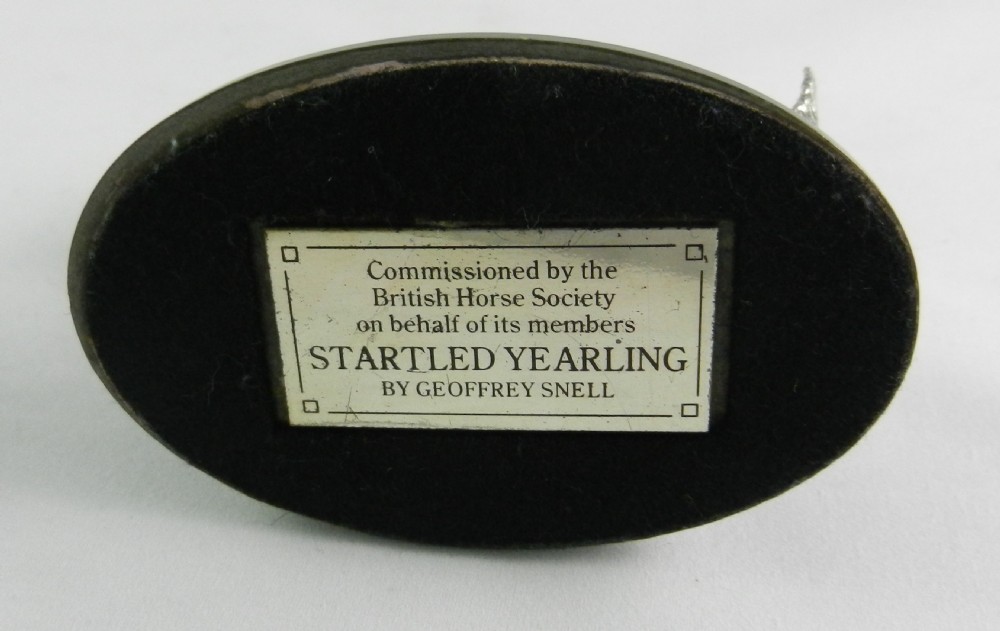 Commissioned by the
British Horse Society
on behalf of its members
STARTLED YEARLING
BY GEOFFREY SNELL